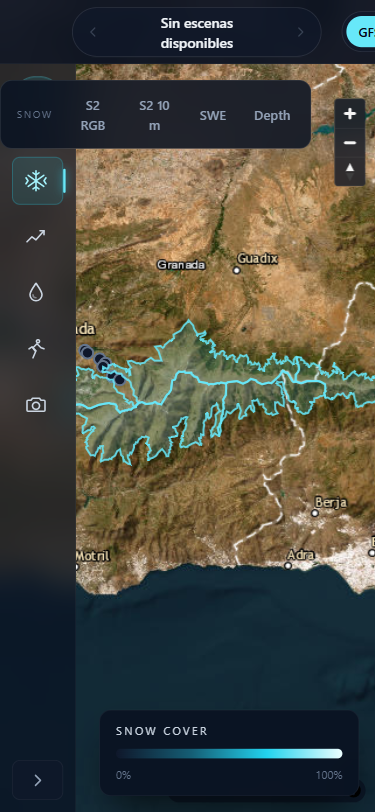 Sin escenas
disponibles
GF
SNOW
S2
RGB
S2 10
m
SWE
Depth
Granada
Guadix
Berja
Motril
Adra
SNOW COVER
0%
100%